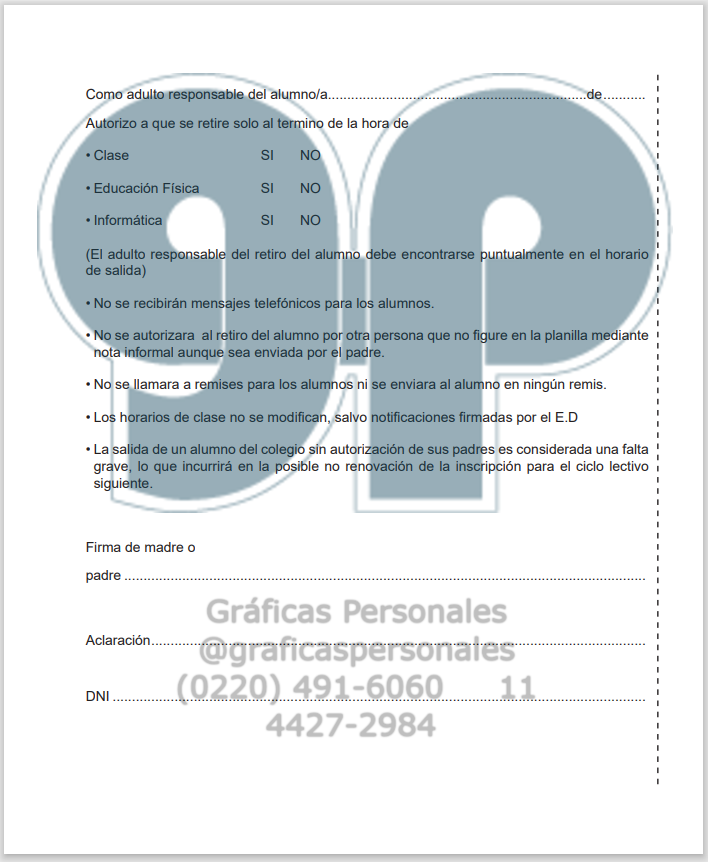 Como adulto responsable del alumno/a..........................................................................de...........
Autorizo a que se retire solo al termino de la hora de
• Clase SI NO
• Educación Física SI NO
• Informática SI NO
(El adulto responsable del retiro del alumno debe encontrarse puntualmente en el horario
de salida)
• No se recibirán mensajes telefónicos para los alumnos.
• No se autorizara al retiro del alumno por otra persona que no figure en la planilla mediante
nota informal aunque sea enviada por el padre.
• No se llamara a remises para los alumnos ni se enviara al alumno en ningún remis.
• Los horarios de clase no se modifican, salvo notificaciones firmadas por el E.D
• La salida de un alumno del colegio sin autorización de sus padres es considerada una falta
grave, lo que incurrirá en la posible no renovación de la inscripción para el ciclo lectivo
siguiente.
Firma de madre o
padre ........................................................................................................................................
Gráficas Personales
Aclaración.................................................................................................................................
@graficaspersonales
(0220) 491-6060 11
DNI ...........................................................................................................................................
4427-2984
gp